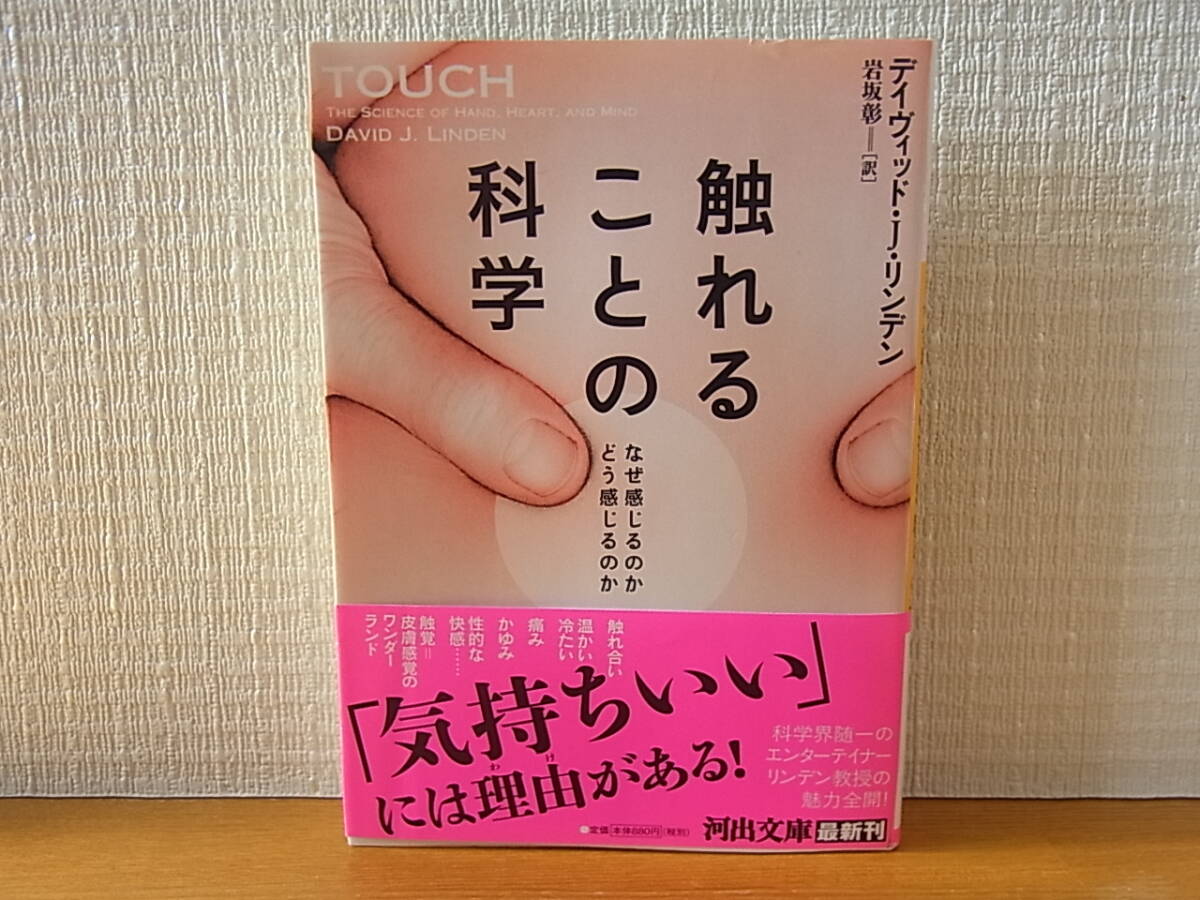 TOUCH
THE SCIENCE OF HAND, HEART, AND MIND
DAVID J. LINDEN
デイヴィッド・J・リンデン
岩坂彰＝[訳]
触れる
ことの
科学
なぜ感じるのか
どう感じるのか
触れ合い
温かい
冷たい
痛み
かゆみ
性的な
快感……
触覚＝
皮膚感覚の
ワンダー
ランド
「気持ちいい」
には理由がある!
わけ
科学界随一の
エンターテイナー
リンデン教授の
魅力全開!
●定価 本体880円(税別)
河出文庫 最新刊